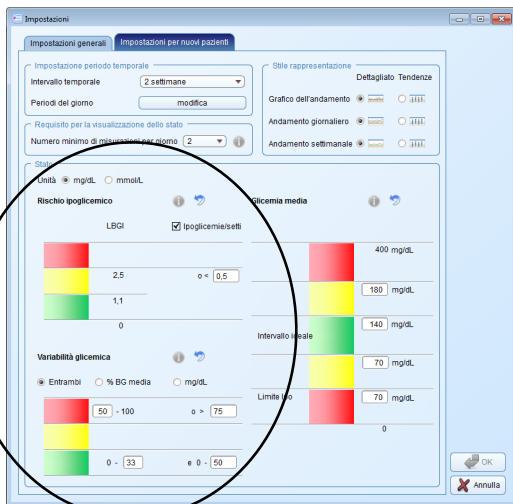 Impostazioni
Impostazioni generali Impostazioni per nuovi pazienti
Impostazione periodo temporale
Intervallo temporale 2 settimane
Periodi del giorno modifica
Requisito per la visualizzazione dello stato
Numero minimo di misurazioni per giorno 2
Stile rappresentazione
Dettagliato Tendenze
Grafico dell'andamento
Andamento giornaliero
Andamento settimanale
Stato
Unità mg/dL mmol/L
Rischio ipoglicemico
LBGI Ipoglicemie/setti
2,5 o < 0,5
1,1
0
Variabilità glicemica
Entrambi % BG media mg/dL
50 - 100 o > 75
0 - 33 e 0 - 50
Glicemia media
400 mg/dL
180 mg/dL
140 mg/dL
Intervallo ideale
70 mg/dL
Limite Ipo 70 mg/dL
0
OK
Annulla